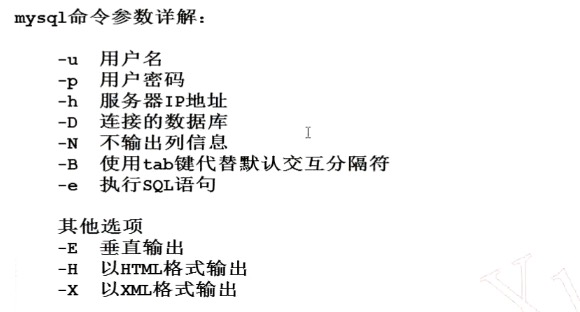 mysql命令参数详解：
-u 用户名
-p 用户密码
-h 服务器IP地址
-D 连接的数据库
-N 不输出列信息
-B 使用tab键代替默认交互分隔符
-e 执行SQL语句
其他选项
-E 垂直输出
-H 以HTML格式输出
-X 以XML格式输出